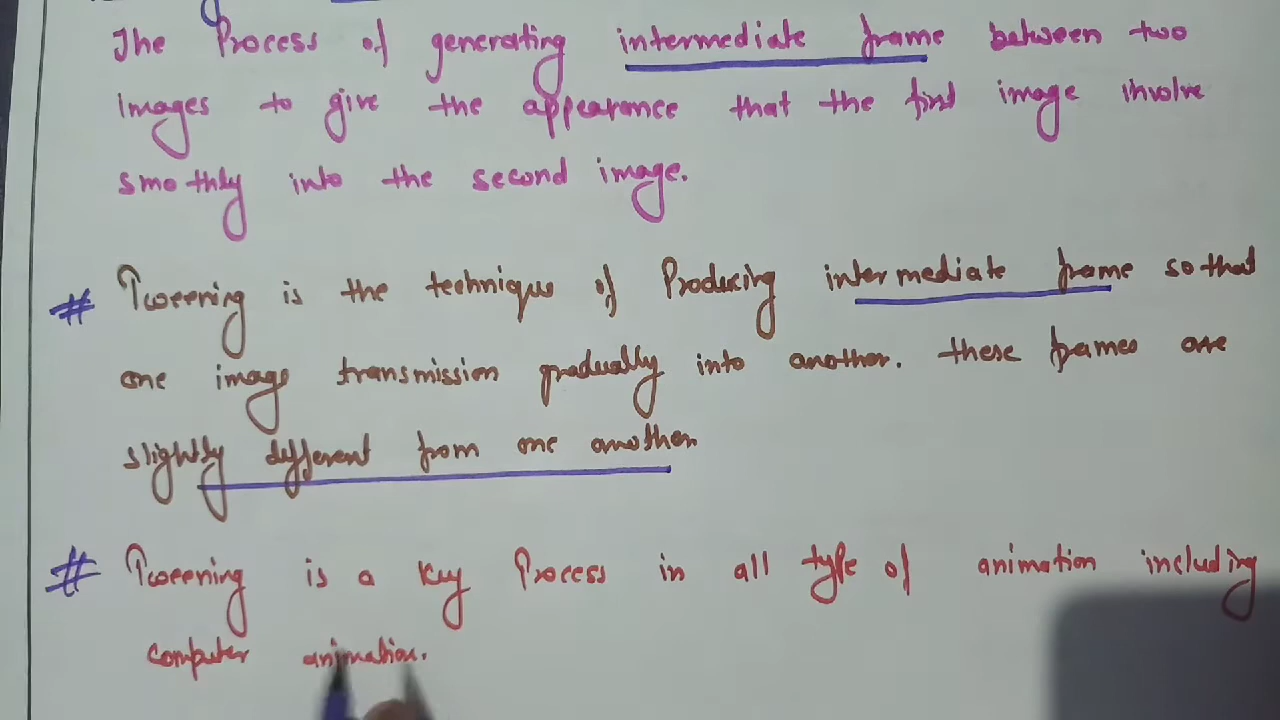 The Process of generating intermediate frame between two
images to give the appearance that the first image involve
smothly into the second image.
# Tweening is the technique of Producing intermediate frame so that
one image transmission gradually into another. these frames are
slightly different from one another
# Tweening is a key Process in all type of animation including
computer animation.